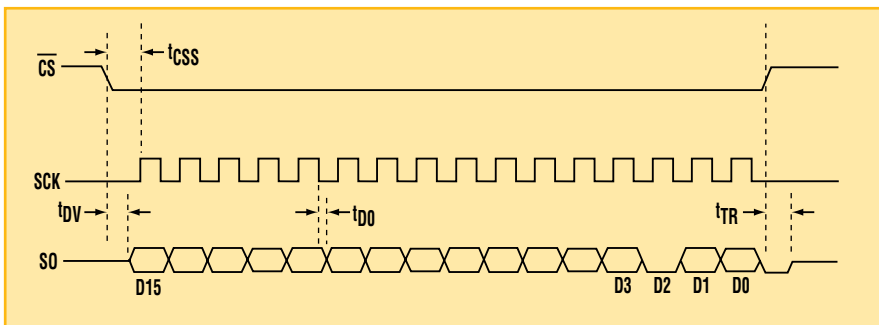 tCSS
CS
SCK
tDV
tD0
tTR
SO
D15
D3 D2 D1 D0